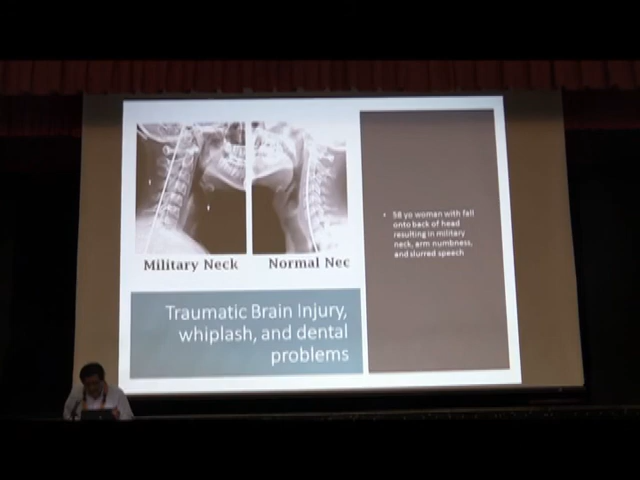 Military Neck
Normal Nec
Traumatic Brain Injury,
whiplash, and dental
problems
• 58 yo woman with fall
onto back of head
resulting in military
neck, arm numbness,
and slurred speech